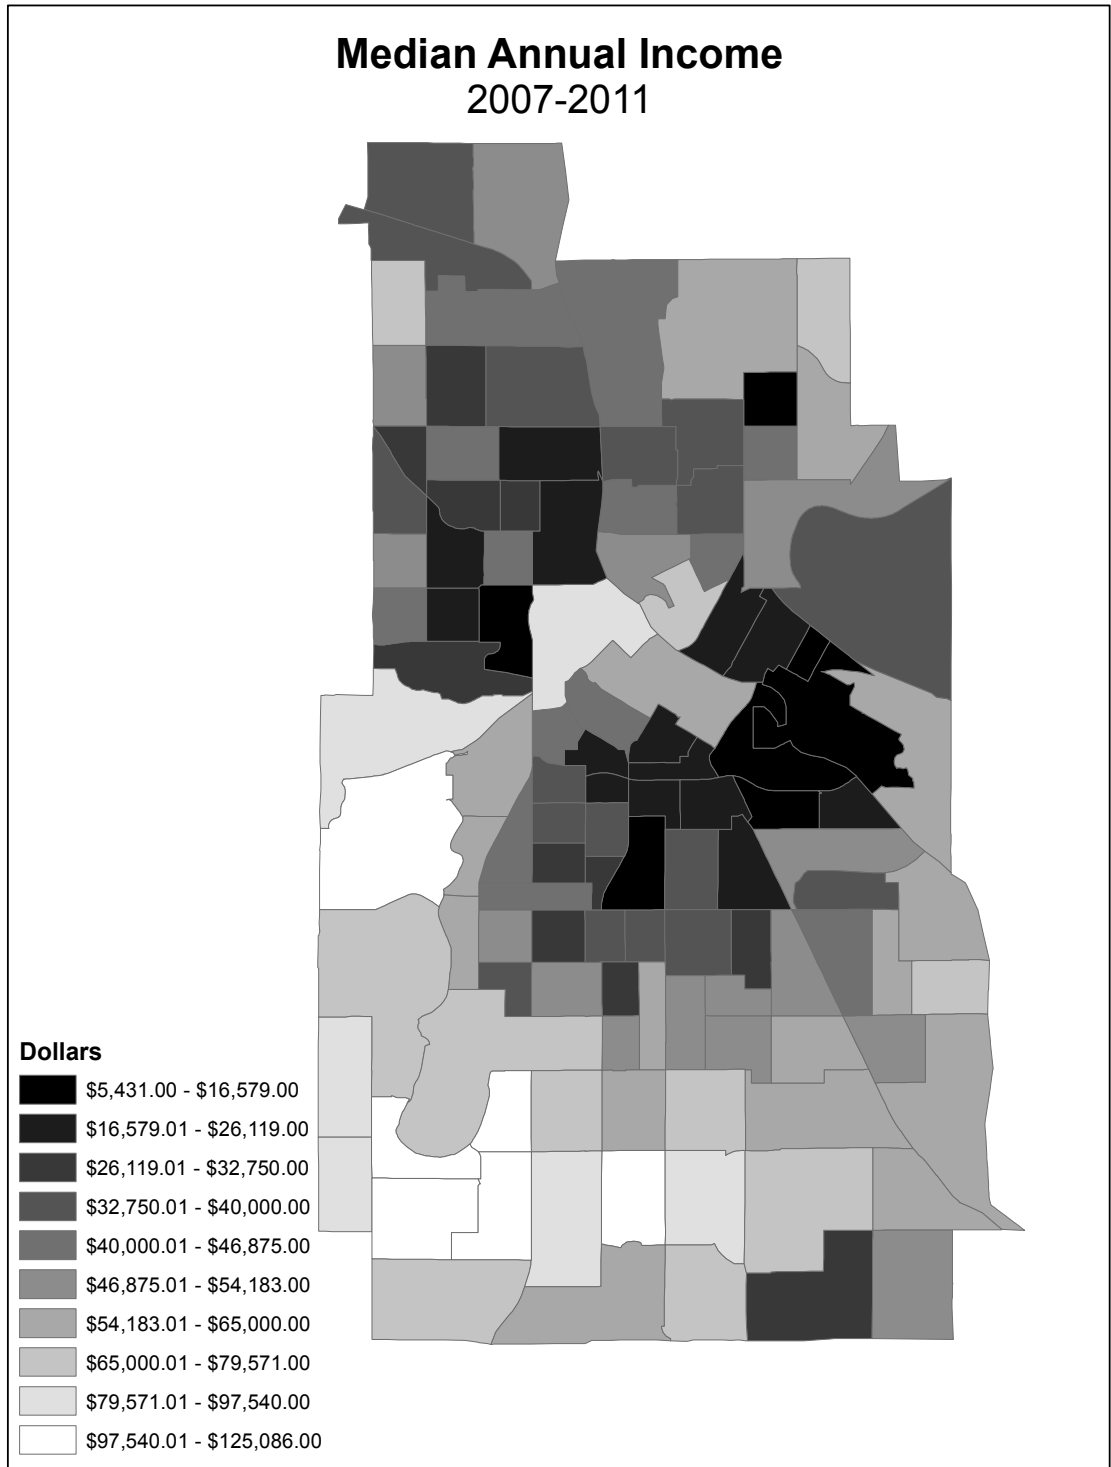 Median Annual Income
2007-2011
Dollars
$5,431.00 - $16,579.00
$16,579.01 - $26,119.00
$26,119.01 - $32,750.00
$32,750.01 - $40,000.00
$40,000.01 - $46,875.00
$46,875.01 - $54,183.00
$54,183.01 - $65,000.00
$65,000.01 - $79,571.00
$79,571.01 - $97,540.00
$97,540.01 - $125,086.00